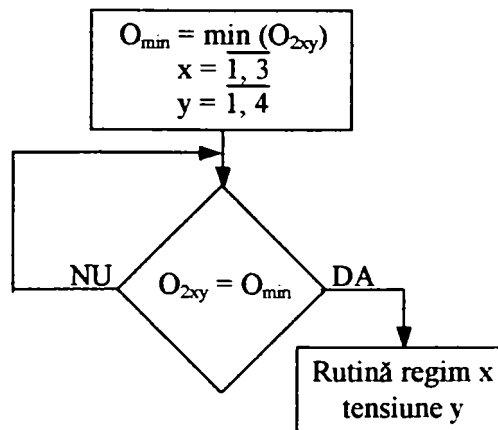 O_min = min (O_2xy)
x = 1, 3
y = 1, 4
NU
O_2xy = O_min
DA
Rutină regim x
tensiune y